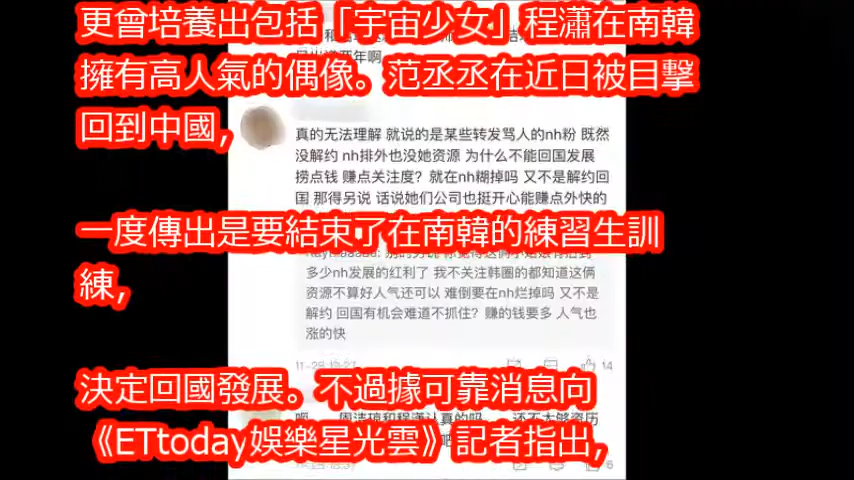 更曾培養出包括「宇宙少女」程瀟在南韓
擁有高人氣的偶像。范丞丞在近日被目擊
年啊
回到中國，
真的无法理解 就说的是某些转发骂人的nh粉 既然
没解约 nh排外也没她资源 为什么不能回国发展
捞点钱 赚点关注度？就在nh糊掉吗 又不是解约回
国 那得另说 话说她们公司也挺开心能赚点外快的
一度傳出是要結束了在南韓的練習生訓
練，
多少nh发展的红利了 我不关注韩圈的都知道这俩
资源不算好人气还可以 难倒要在nh烂掉吗 又不是
解约 回国有机会难道不抓住？赚的钱要多 人气也
涨的快
14
決定回國發展。不過據可靠消息向
《ETtoday娛樂星光雲》記者指出，
6